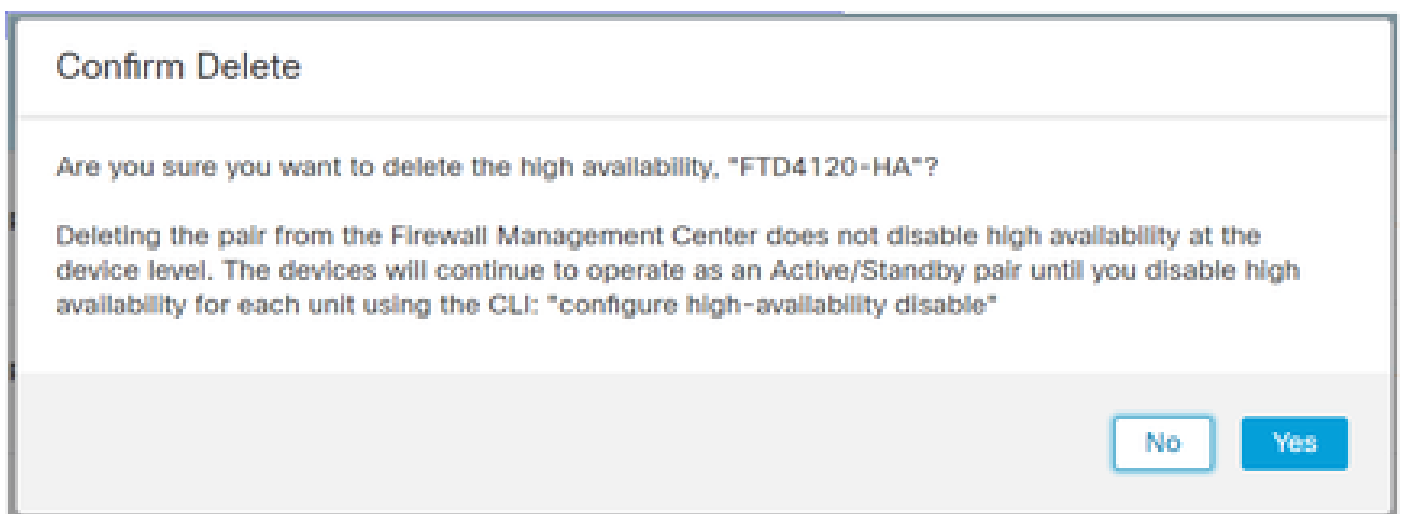 Confirm Delete
Are you sure you want to delete the high availability, "FTD4120-HA"?
Deleting the pair from the Firewall Management Center does not disable high availability at the
device level. The devices will continue to operate as an Active/Standby pair until you disable high
availability for each unit using the CLI: "configure high-availability disable"
No
Yes